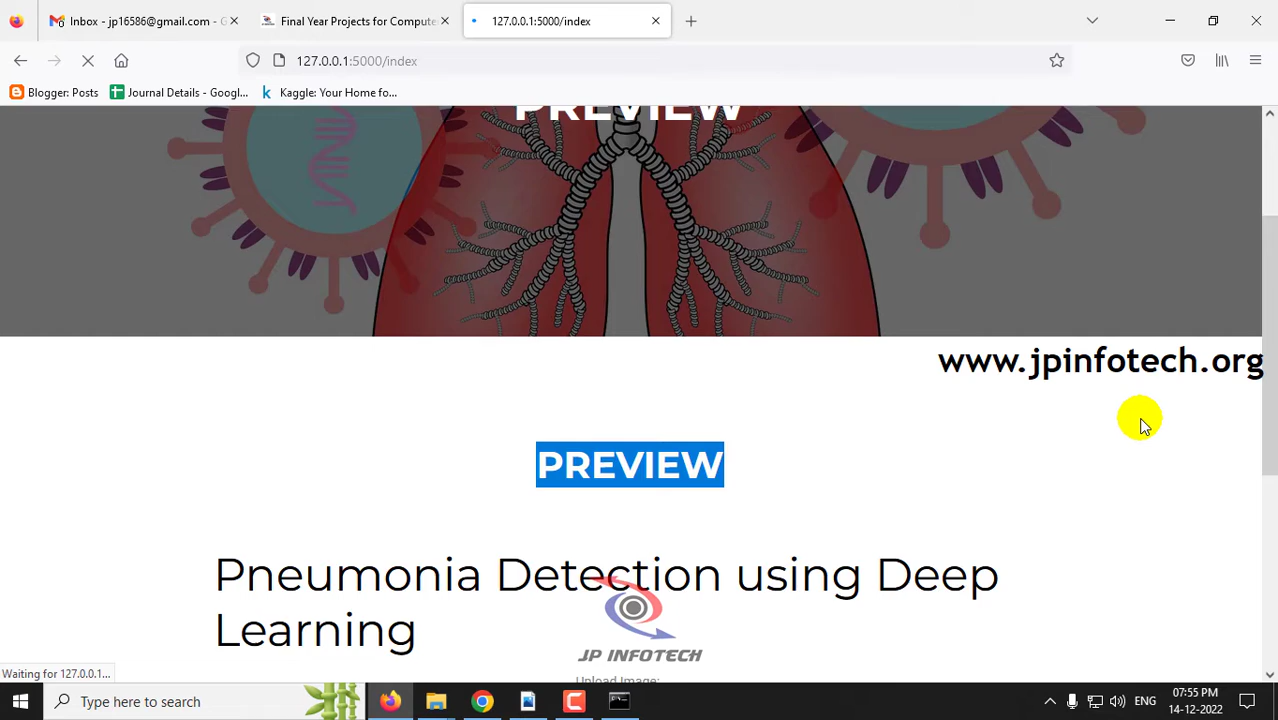 Inbox - jp16586@gmail.com - G
Final Year Projects for Compute
127.0.0.1:5000/index
127.0.0.1:5000/index
Blogger: Posts
Journal Details - Googl...
Kaggle: Your Home fo...
PREVIEW
www.jpinfotech.org
PREVIEW
Pneumonia Detection using Deep
Learning
JP INFOTECH
Upload Image:
Waiting for 127.0.0.1...
Type here to search
ENG
07:55 PM
14-12-2022